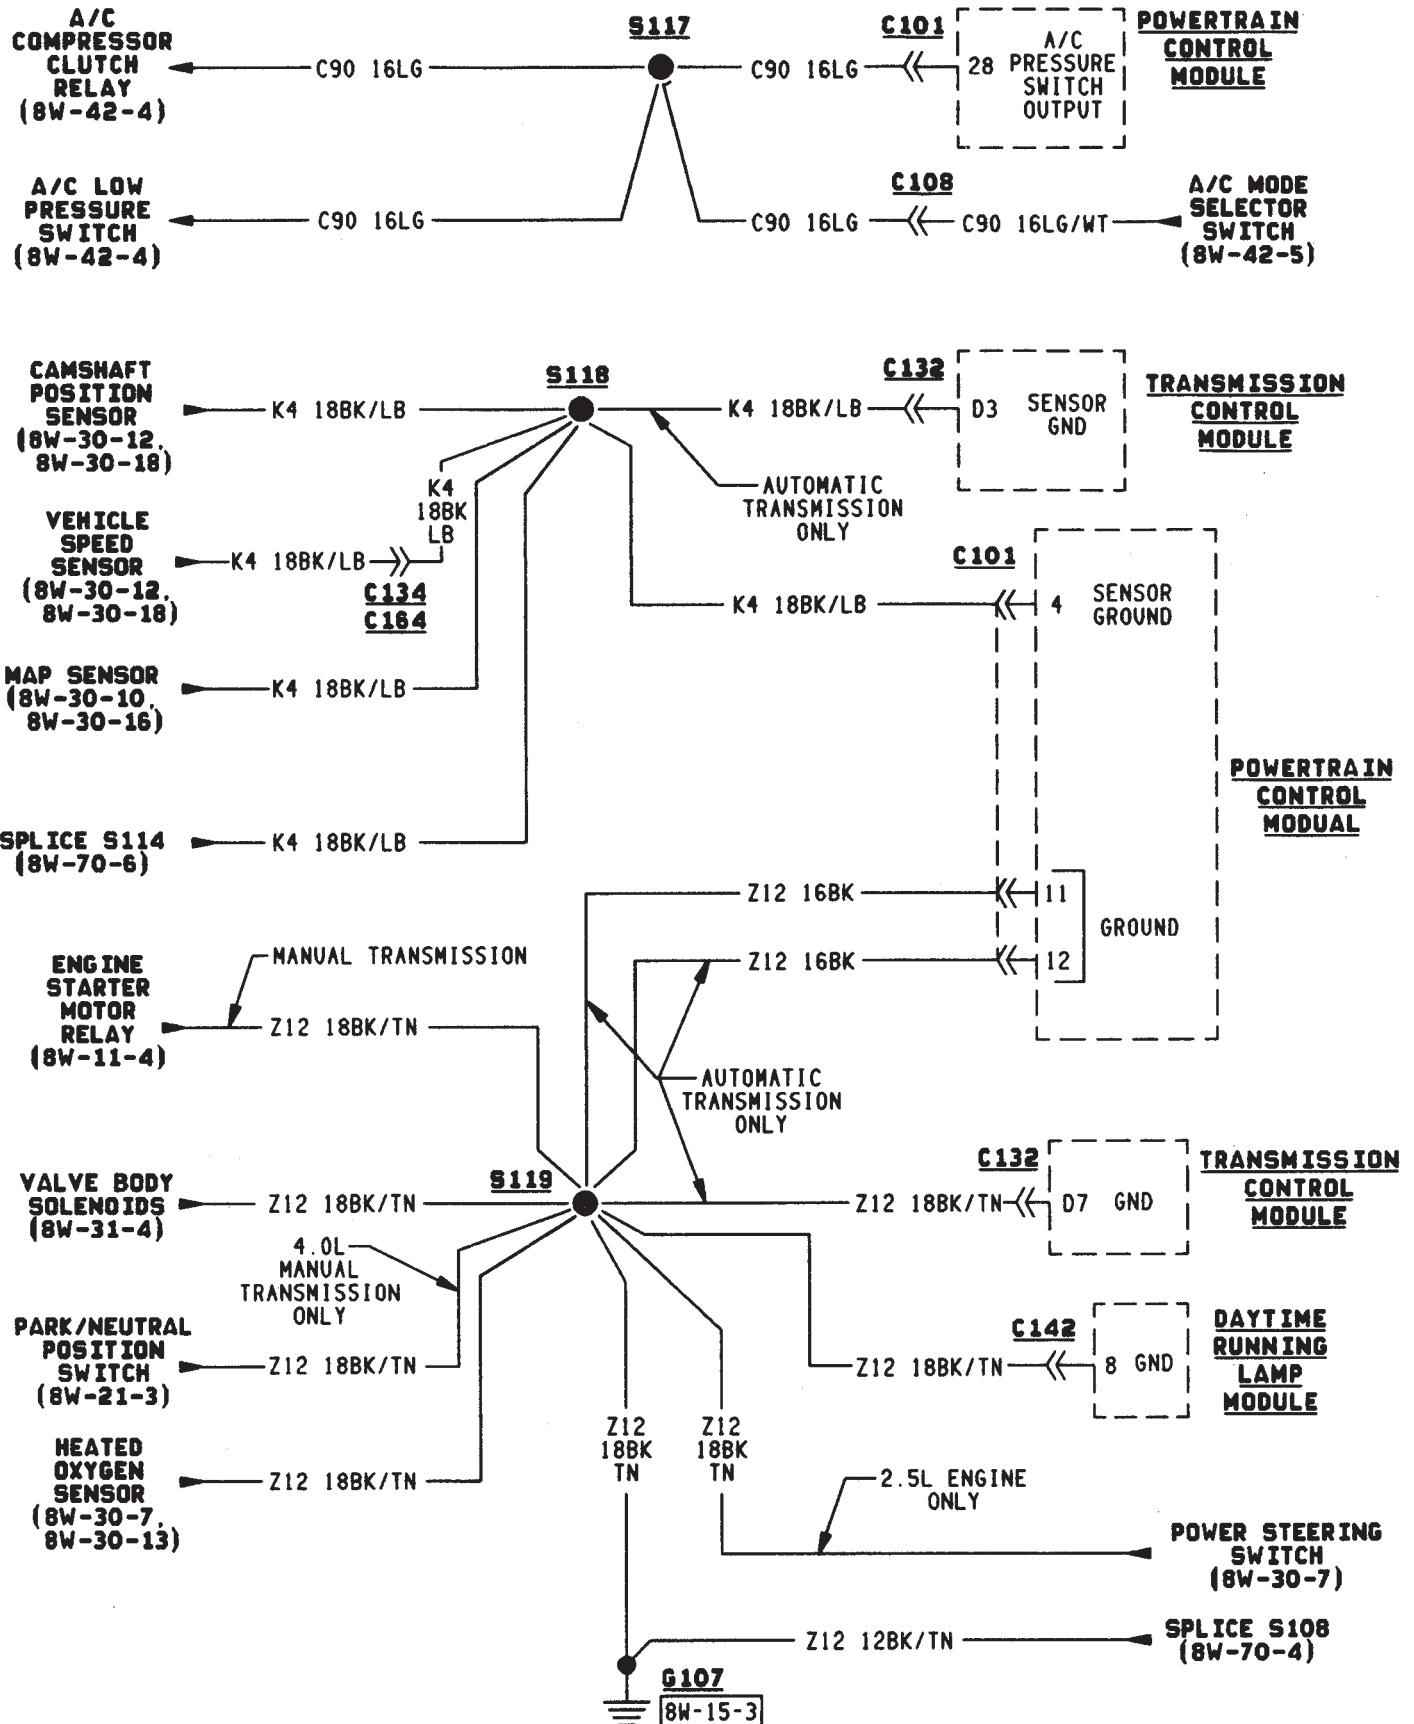 A/C
COMPRESSOR
CLUTCH
RELAY
(8W-42-4)
C90 16LG
S117
C90 16LG
C101
28
A/C
PRESSURE
SWITCH
OUTPUT
POWERTRAIN
CONTROL
MODULE
A/C LOW
PRESSURE
SWITCH
(8W-42-4)
C90 16LG
C90 16LG
C108
C90 16LG/WT
A/C MODE
SELECTOR
SWITCH
(8W-42-5)
CAMSHAFT
POSITION
SENSOR
(8W-30-12,
8W-30-18)
K4 18BK/LB
S118
K4 18BK/LB
C132
D3
SENSOR
GND
TRANSMISSION
CONTROL
MODULE
AUTOMATIC
TRANSMISSION
ONLY
K4
18BK
LB
VEHICLE
SPEED
SENSOR
(8W-30-12,
8W-30-18)
K4 18BK/LB
C134
C164
C101
K4 18BK/LB
4
SENSOR
GROUND
MAP SENSOR
(8W-30-10,
8W-30-16)
K4 18BK/LB
POWERTRAIN
CONTROL
MODUAL
SPLICE S114
(8W-70-6)
K4 18BK/LB
Z12 16BK
11
GROUND
Z12 16BK
12
MANUAL TRANSMISSION
ENGINE
STARTER
MOTOR
RELAY
(8W-11-4)
Z12 18BK/TN
AUTOMATIC
TRANSMISSION
ONLY
VALVE BODY
SOLENOIDS
(8W-31-4)
Z12 18BK/TN
S119
Z12 18BK/TN
C132
D7 GND
TRANSMISSION
CONTROL
MODULE
4.0L
MANUAL
TRANSMISSION
ONLY
PARK/NEUTRAL
POSITION
SWITCH
(8W-21-3)
Z12 18BK/TN
Z12 18BK/TN
C142
8 GND
DAYTIME
RUNNING
LAMP
MODULE
HEATED
OXYGEN
SENSOR
(8W-30-7,
8W-30-13)
Z12 18BK/TN
Z12
18BK
TN
Z12
18BK
TN
2.5L ENGINE
ONLY
POWER STEERING
SWITCH
(8W-30-7)
Z12 12BK/TN
SPLICE S108
(8W-70-4)
G107
8W-15-3